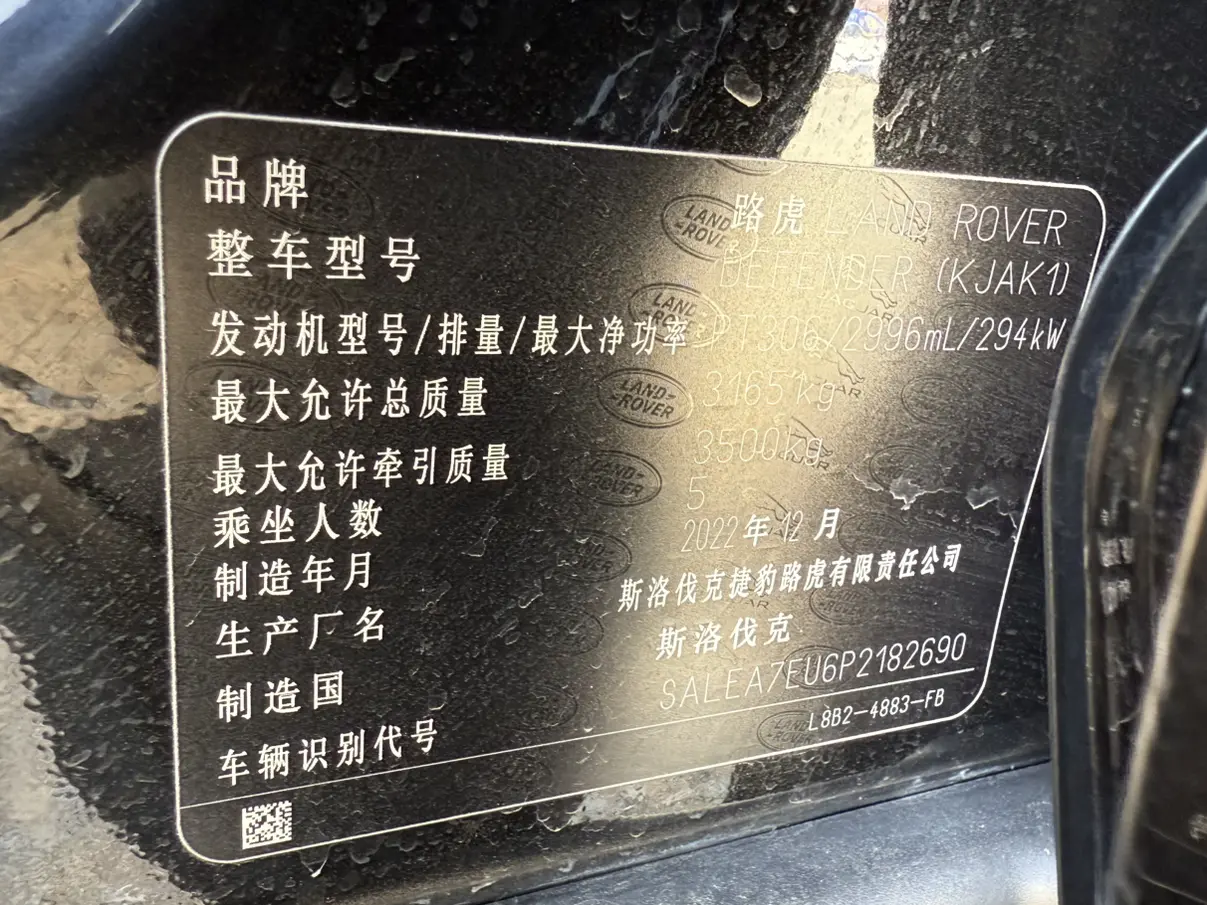 品牌 路虎 LAND ROVER
整车型号 DEFENDER (KJAK1)
发动机型号/排量/最大净功率 PT306/2996mL/294kW
最大允许总质量 3165kg
最大允许牵引质量 3500kg
乘坐人数 5
制造年月 2022年12月
生产厂名 斯洛伐克捷豹路虎有限责任公司
制造国 斯洛伐克
车辆识别代号 SALEA7EU6P2182690
L8B2-4883-FB